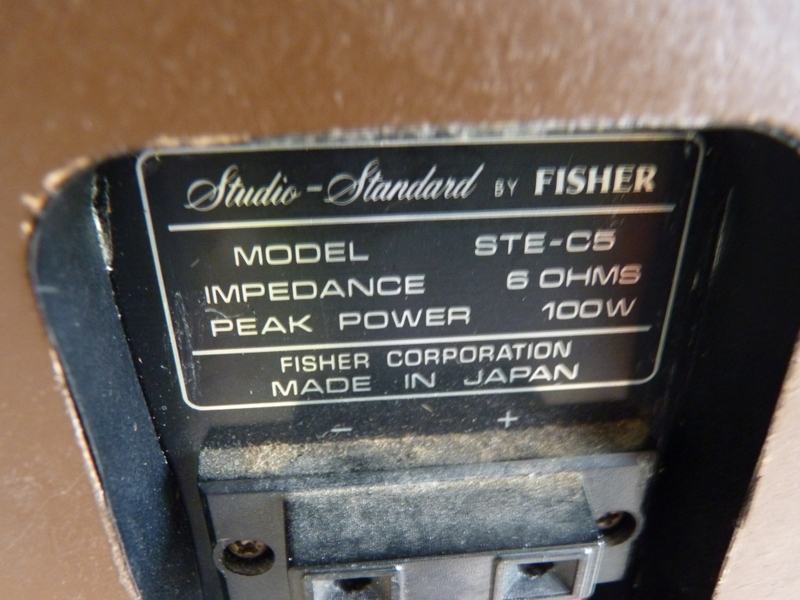 Studio-Standard BY FISHER
MODEL STE-C5
IMPEDANCE 6 OHMS
PEAK POWER 100W
FISHER CORPORATION
MADE IN JAPAN
- +